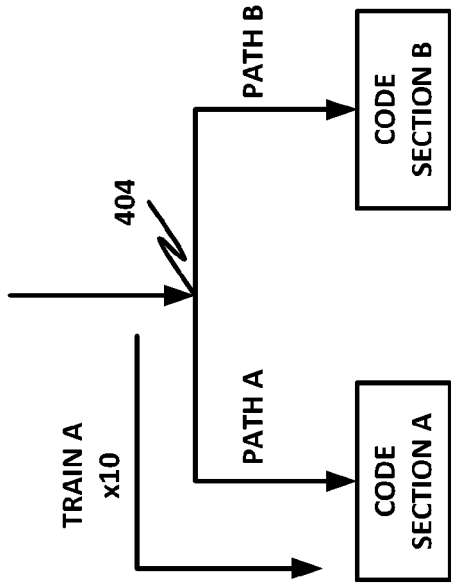 TRAIN A
x10
404
PATH A
PATH B
CODE
SECTION A
CODE
SECTION B